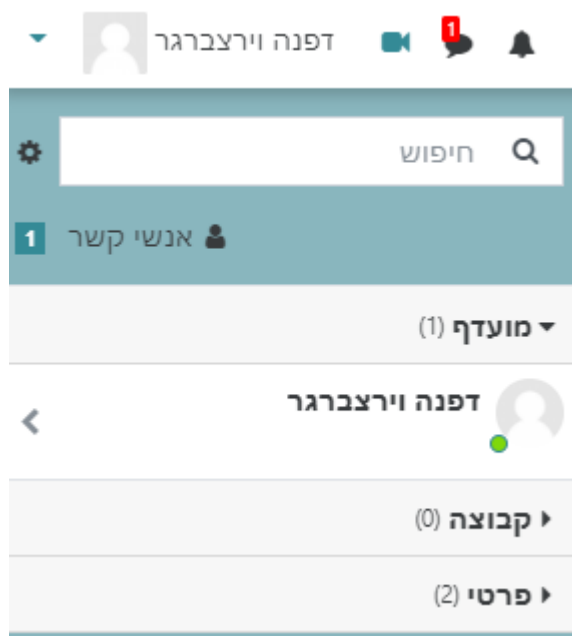 1
דפנה וירצברגר
חיפוש
אנשי קשר 1
מועדף (1)
דפנה וירצברגר
קבוצה (0)
פרטי (2)